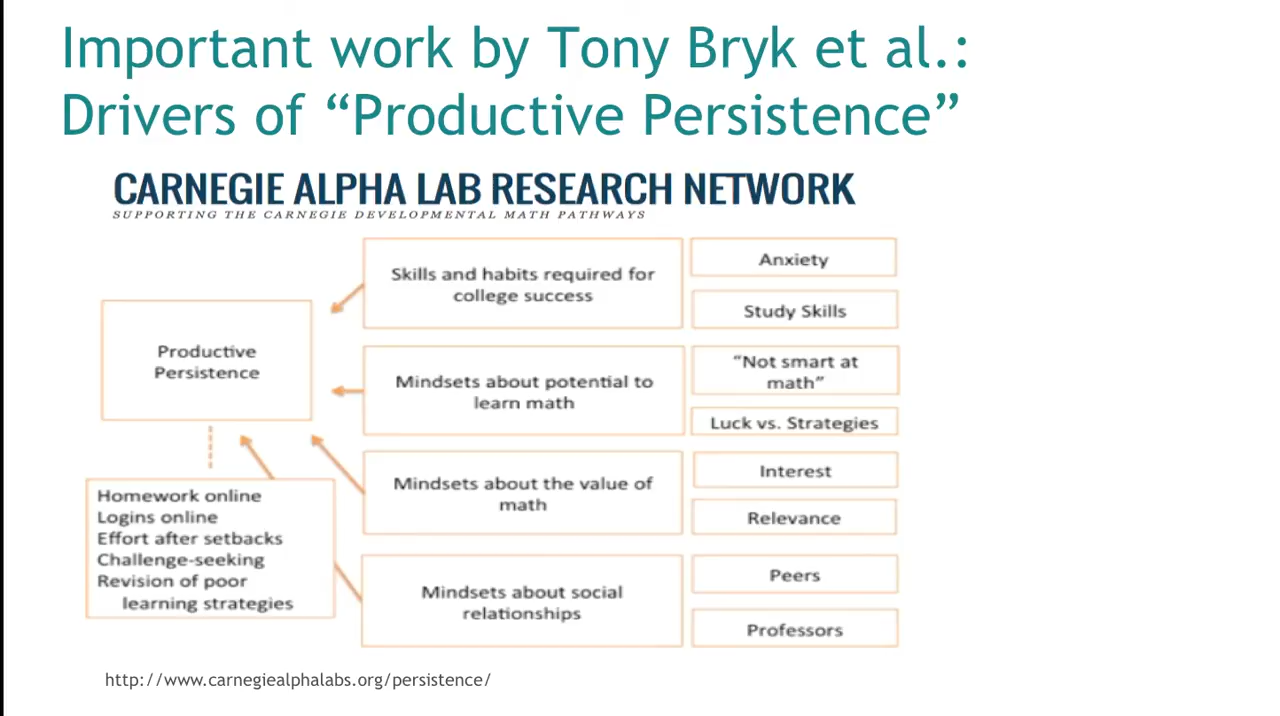 Important work by Tony Bryk et al.:
Drivers of “Productive Persistence”
CARNEGIE ALPHA LAB RESEARCH NETWORK
SUPPORTING THE CARNEGIE DEVELOPMENTAL MATH PATHWAYS
Productive
Persistence
Homework online
Logins online
Effort after setbacks
Challenge-seeking
Revision of poor
learning strategies
Skills and habits required for
college success
Anxiety
Study Skills
Mindsets about potential to
learn math
“Not smart at
math”
Luck vs. Strategies
Mindsets about the value of
math
Interest
Relevance
Mindsets about social
relationships
Peers
Professors
http://www.carnegiealphalabs.org/persistence/